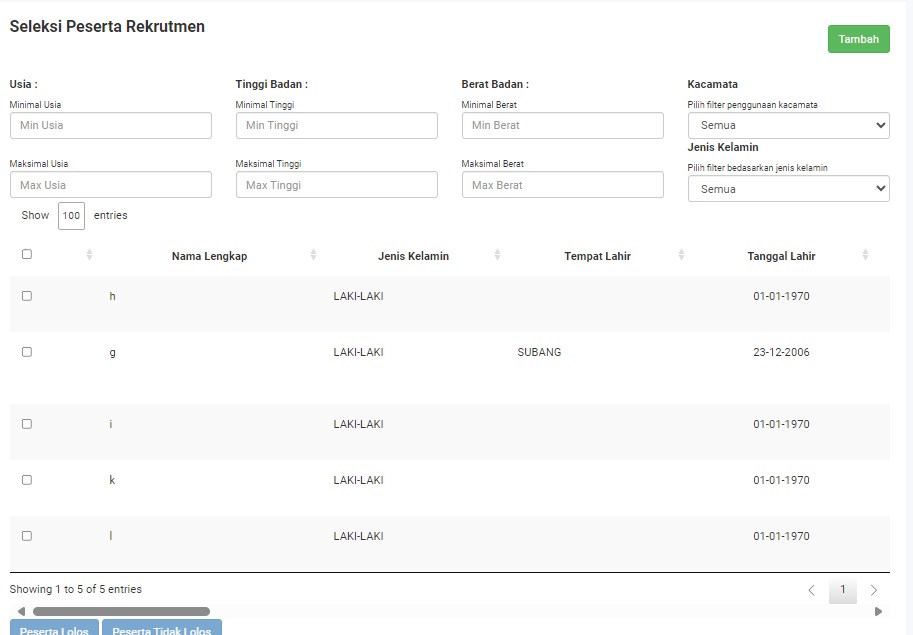 Seleksi Peserta Rekrutmen
Tambah
Usia : Tinggi Badan : Berat Badan : Kacamata
Minimal Usia Minimal Tinggi Minimal Berat Pilih filter penggunaan kacamata
Min Usia Min Tinggi Min Berat Semua
Jenis Kelamin
Maksimal Usia Maksimal Tinggi Maksimal Berat Pilih filter bedasarkan jenis kelamin
Max Usia Max Tinggi Max Berat Semua
Show 100 entries
Nama Lengkap Jenis Kelamin Tempat Lahir Tanggal Lahir
h LAKI-LAKI 01-01-1970
g LAKI-LAKI SUBANG 23-12-2006
i LAKI-LAKI 01-01-1970
k LAKI-LAKI 01-01-1970
l LAKI-LAKI 01-01-1970
Showing 1 to 5 of 5 entries 1
Peserta Lolos Peserta Tidak Lolos